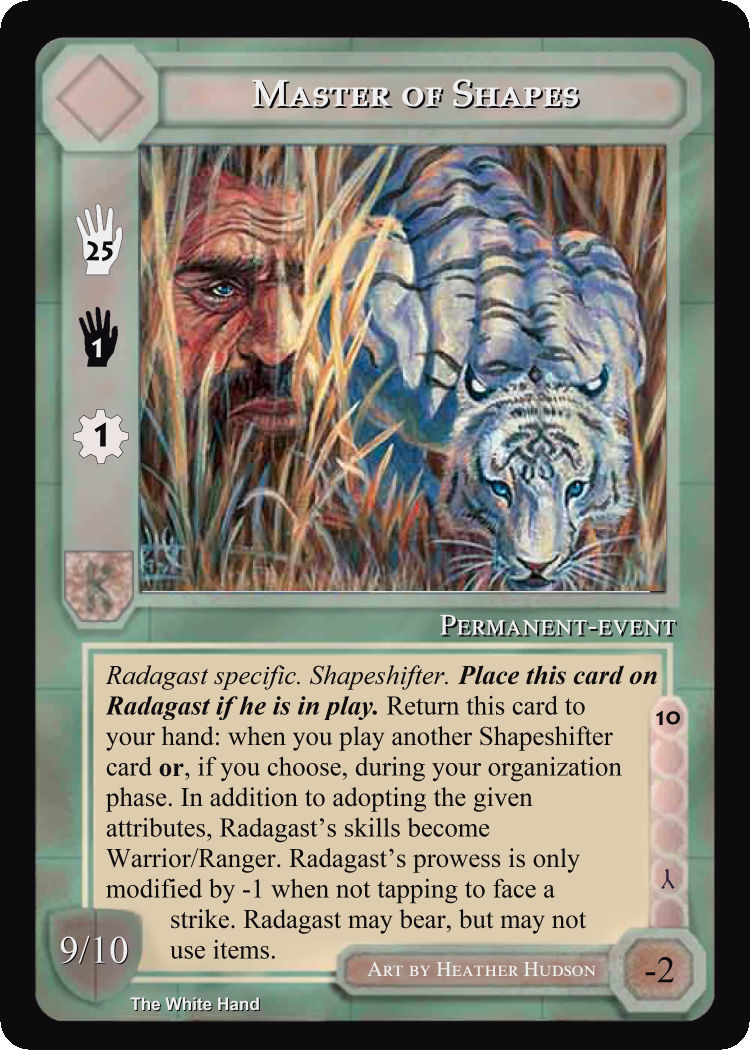 Master of Shapes
25
1
1
K
Permanent-event
Radagast specific. Shapeshifter. Place this card on
Radagast if he is in play. Return this card to
your hand: when you play another Shapeshifter
card or, if you choose, during your organization
phase. In addition to adopting the given
attributes, Radagast’s skills become
Warrior/Ranger. Radagast’s prowess is only
modified by -1 when not tapping to face a
strike. Radagast may bear, but may not
use items.
10
9/10
Art by Heather Hudson
-2
The White Hand